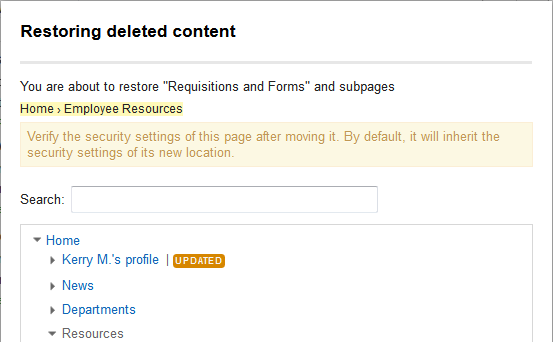 Restoring deleted content
You are about to restore "Requisitions and Forms" and subpages
Home › Employee Resources
Verify the security settings of this page after moving it. By default, it will inherit the
security settings of its new location.
Search:
Home
Kerry M.'s profile | UPDATED
News
Departments
Resources